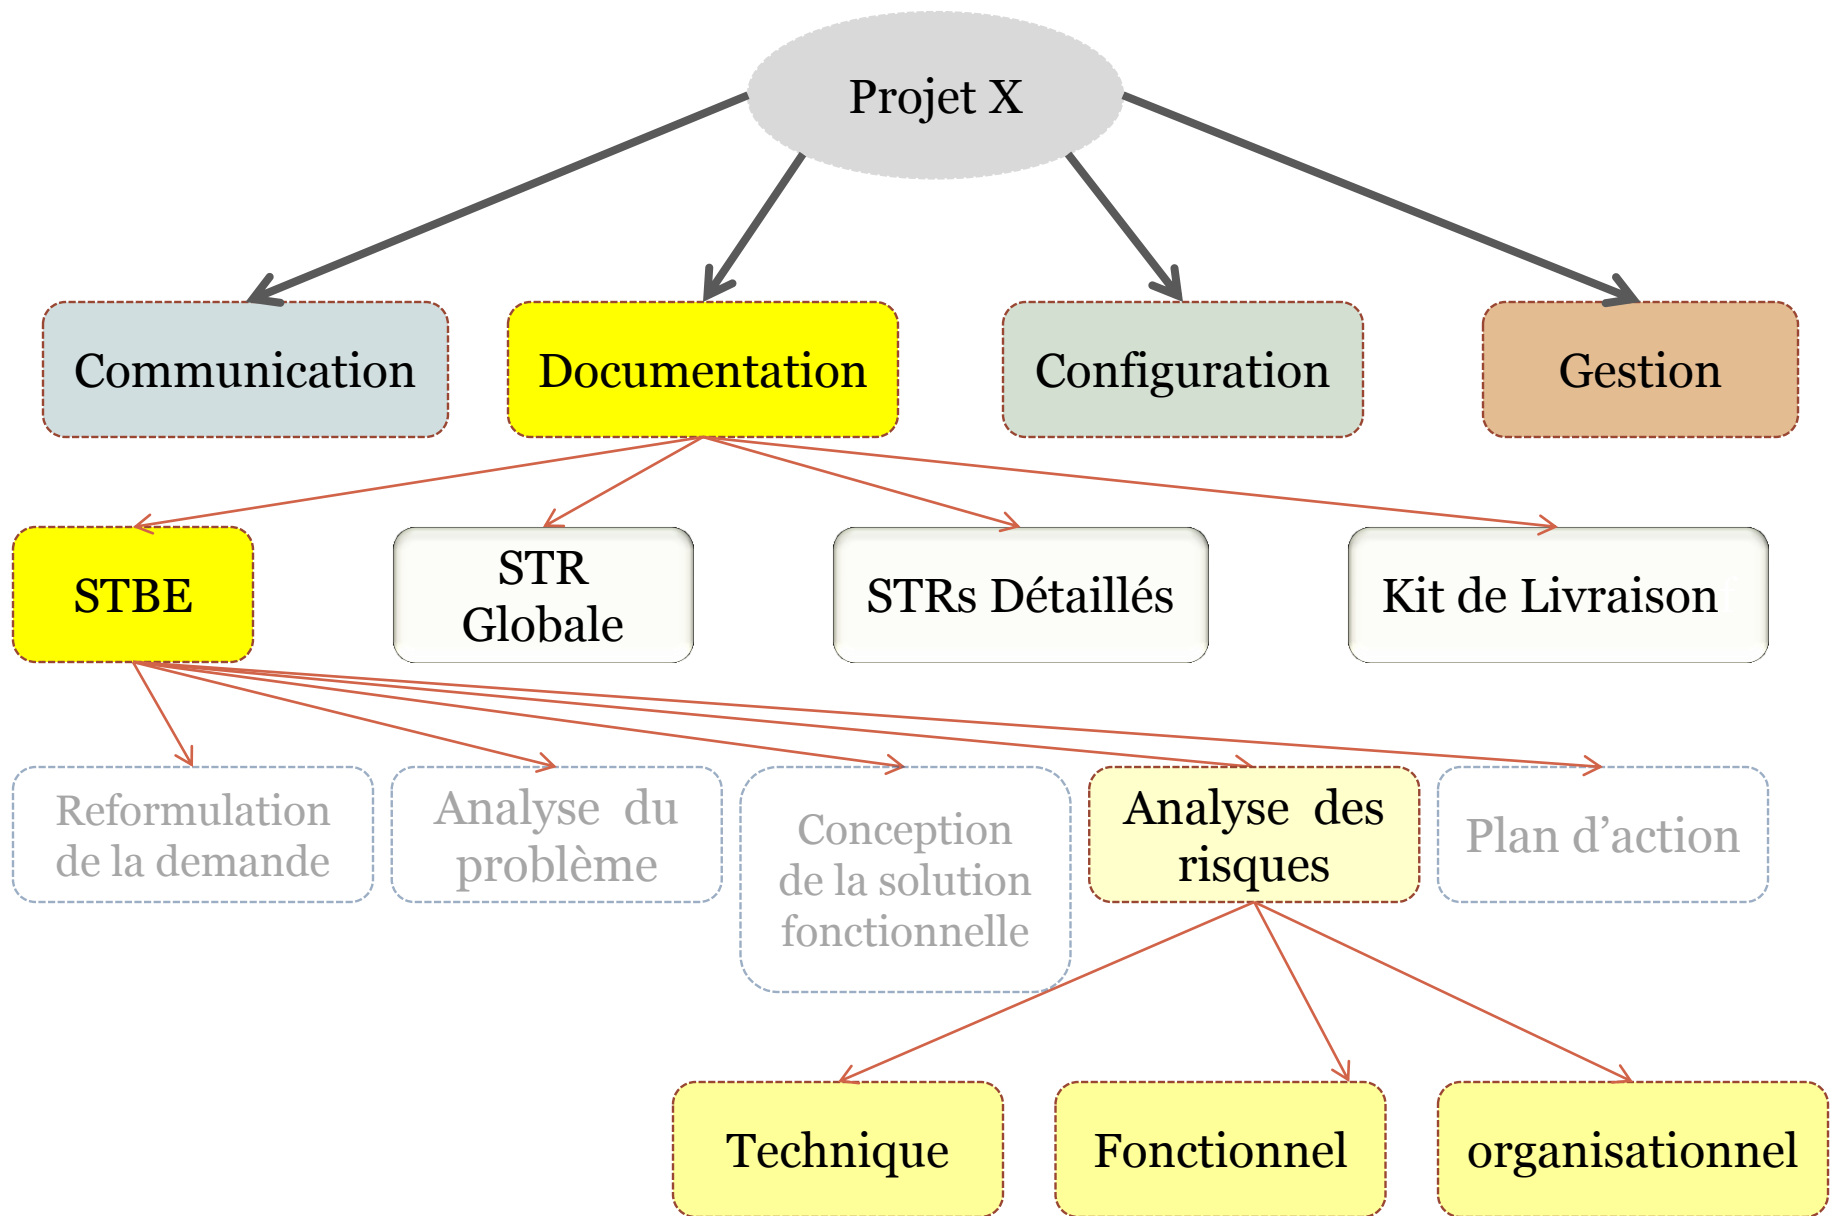 Projet X
Communication
Documentation
Configuration
Gestion
STBE
STR
Globale
STRs Détaillés
Kit de Livraison
Reformulation
de la demande
Analyse du
problème
Conception
de la solution
fonctionnelle
Analyse des
risques
Plan d’action
Technique
Fonctionnel
organisationnel